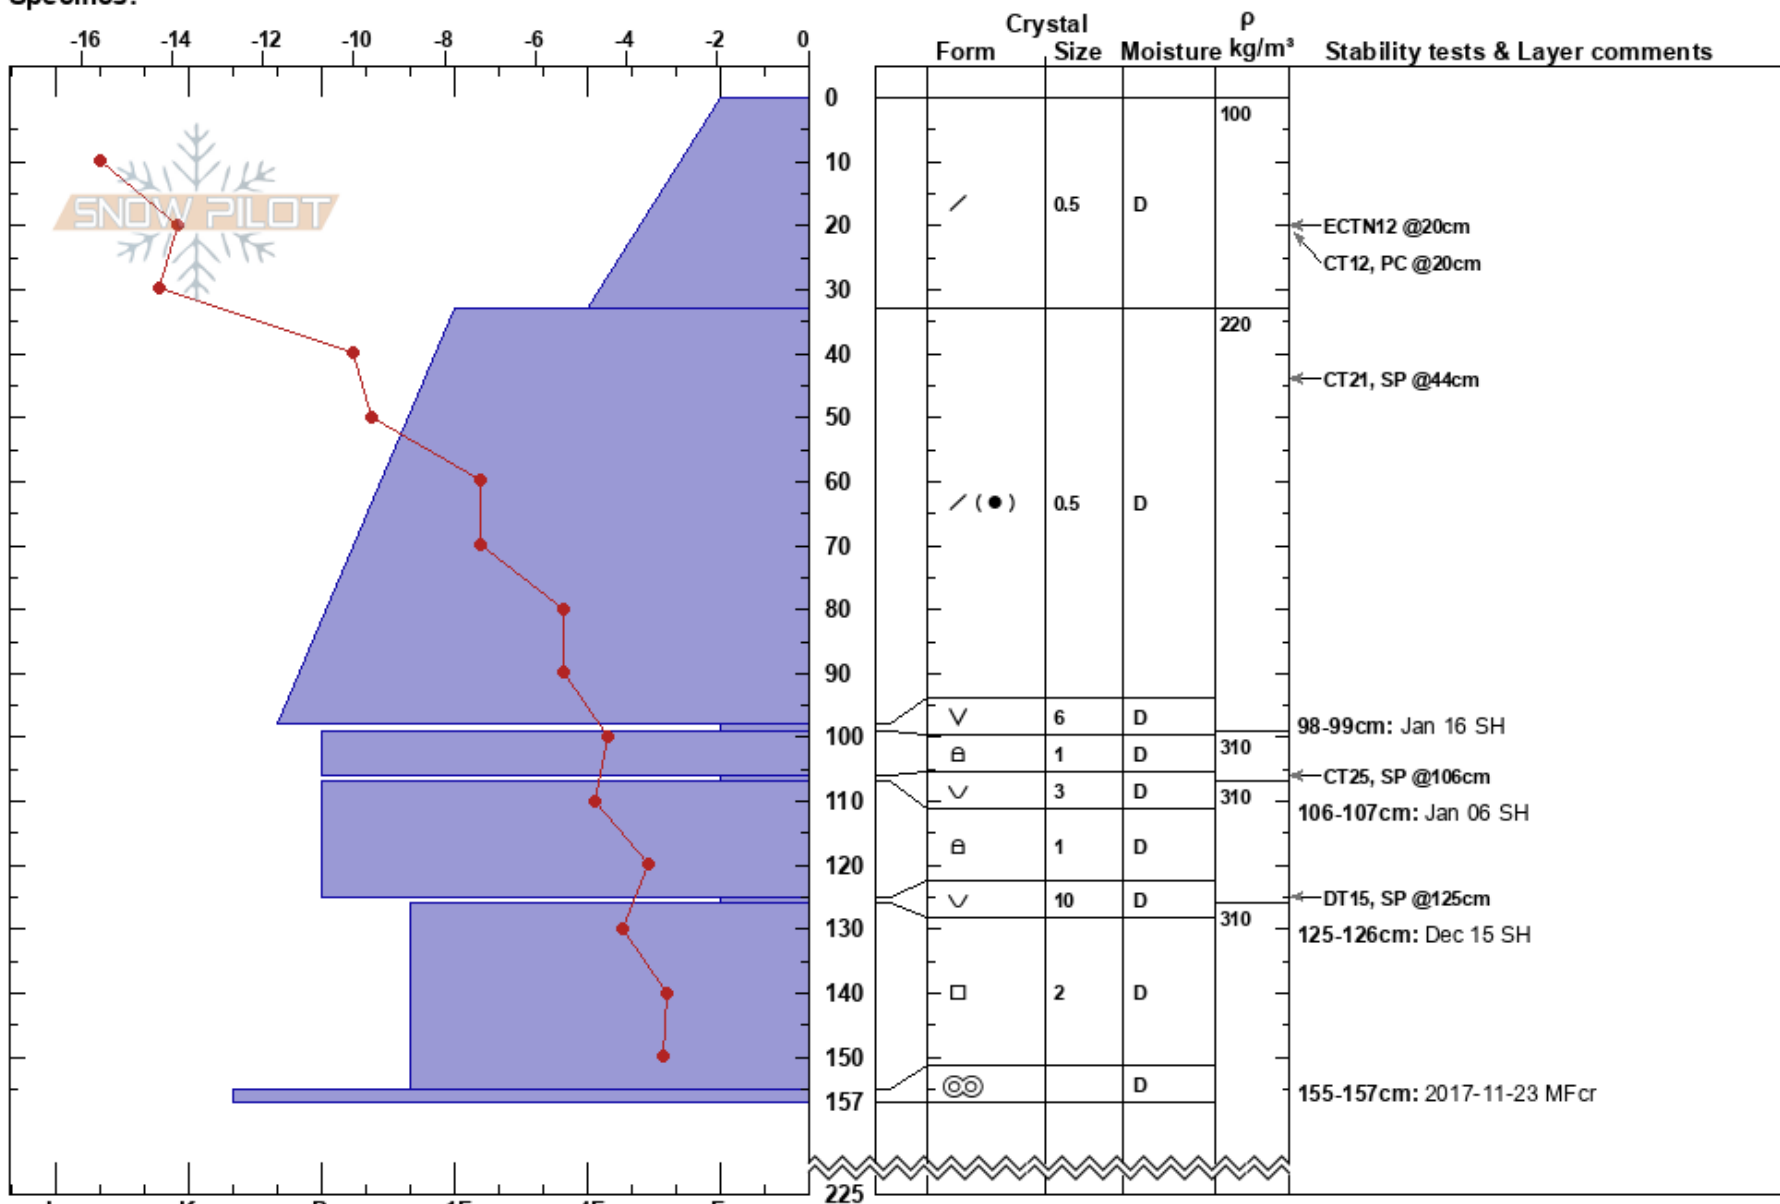 Specifics:
Crystal ρ
Form Size Moisture kg/m³ Stability tests & Layer comments
-16 -14 -12 -10 -8 -6 -4 -2 0
0
10
20
30
40
50
60
70
80
90
100
110
120
130
140
150
157
225
SNOW PILOT
100
0.5 D
ECTN12 @20cm
CT12, PC @20cm
220
CT21, SP @44cm
( ) 0.5 D
6 D
98-99cm: Jan 16 SH
310
1 D
CT25, SP @106cm
3 D
310
106-107cm: Jan 06 SH
1 D
10 D
DT15, SP @125cm
310
125-126cm: Dec 15 SH
2 D
D
155-157cm: 2017-11-23 MFcr